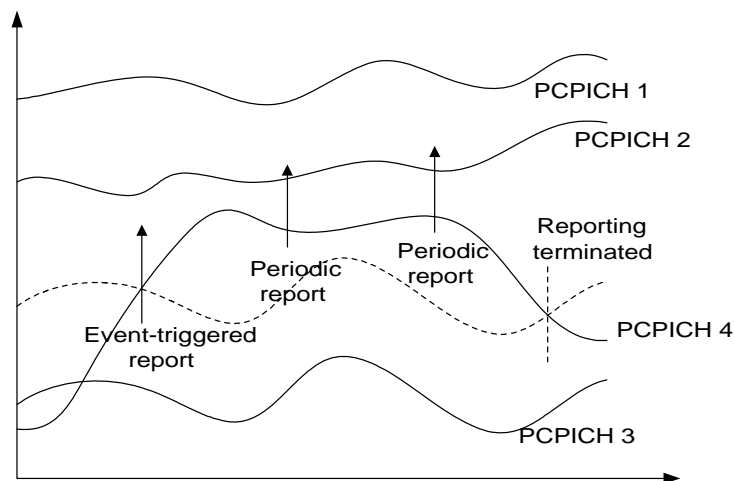 PCPICH 1
PCPICH 2
Reporting
terminated
Periodic
report
Periodic
report
Event-triggered
report
PCPICH 4
PCPICH 3